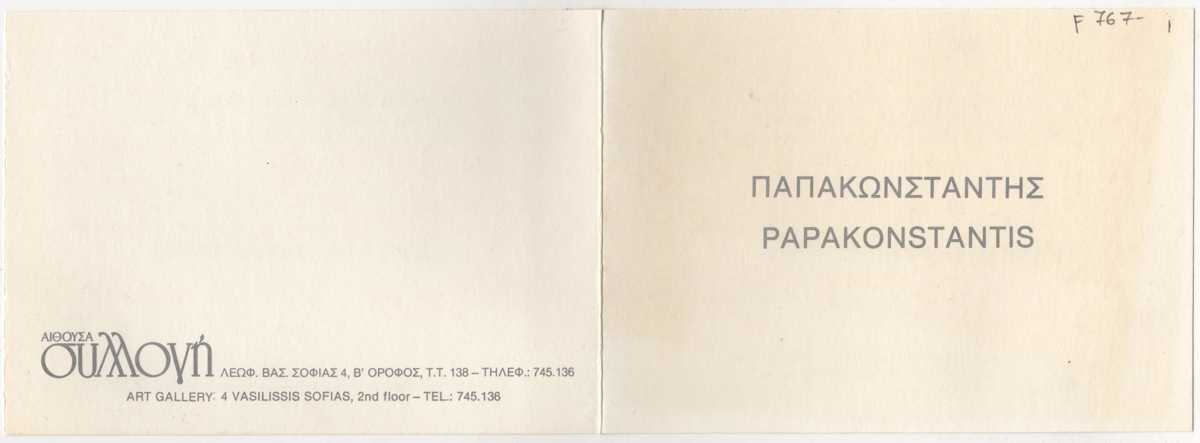 ΑΙΘΟΥΣΑ
συλλογή ΛΕΩΦ. ΒΑΣ. ΣΟΦΙΑΣ 4, Β' ΟΡΟΦΟΣ, Τ.Τ. 138 – ΤΗΛΕΦ.: 745.136
ART GALLERY: 4 VASILISSIS SOFIAS, 2nd floor – TEL.: 745.136
F 767- 1
ΠΑΠΑΚΩΝΣΤΑΝΤΗΣ
PAPAKONSTANTIS